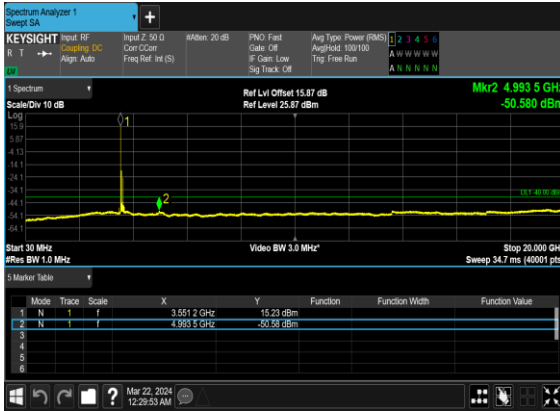 Spectrum Analyzer 1
Swept SA
+
KEYSIGHT Input: RF Input Z: 50 Ω #Atten: 20 dB PNO: Fast Avg Type: Power (RMS) 1 2 3 4 5 6
R T Coupling: DC Corr CCorr Gate: Off Avg|Hold: 100/100 A W W W W W
Align: Auto Freq Ref: Int (S) IF Gain: Low Trig: Free Run
Sig Track: Off A N N N N N
1 Spectrum
Scale/Div 10 dB
Ref Lvl Offset 15.87 dB
Ref Level 25.87 dBm
Mkr2 4.993 5 GHz
-50.580 dBm
Log
15.9
5.87
-4.13
-14.1
-24.1
-34.1
-44.1
-54.1
-64.1
1
2
DL1 -40.00 dBm
Start 30 MHz Video BW 3.0 MHz* Stop 20.000 GHz
#Res BW 1.0 MHz Sweep 34.7 ms (40001 pts)
5 Marker Table
Mode Trace Scale X Y Function Function Width Function Value
1 N 1 f 3.551 2 GHz 15.23 dBm
2 N 1 f 4.993 5 GHz -50.58 dBm
3
4
5
6
?
Mar 22, 2024
12:29:53 AM